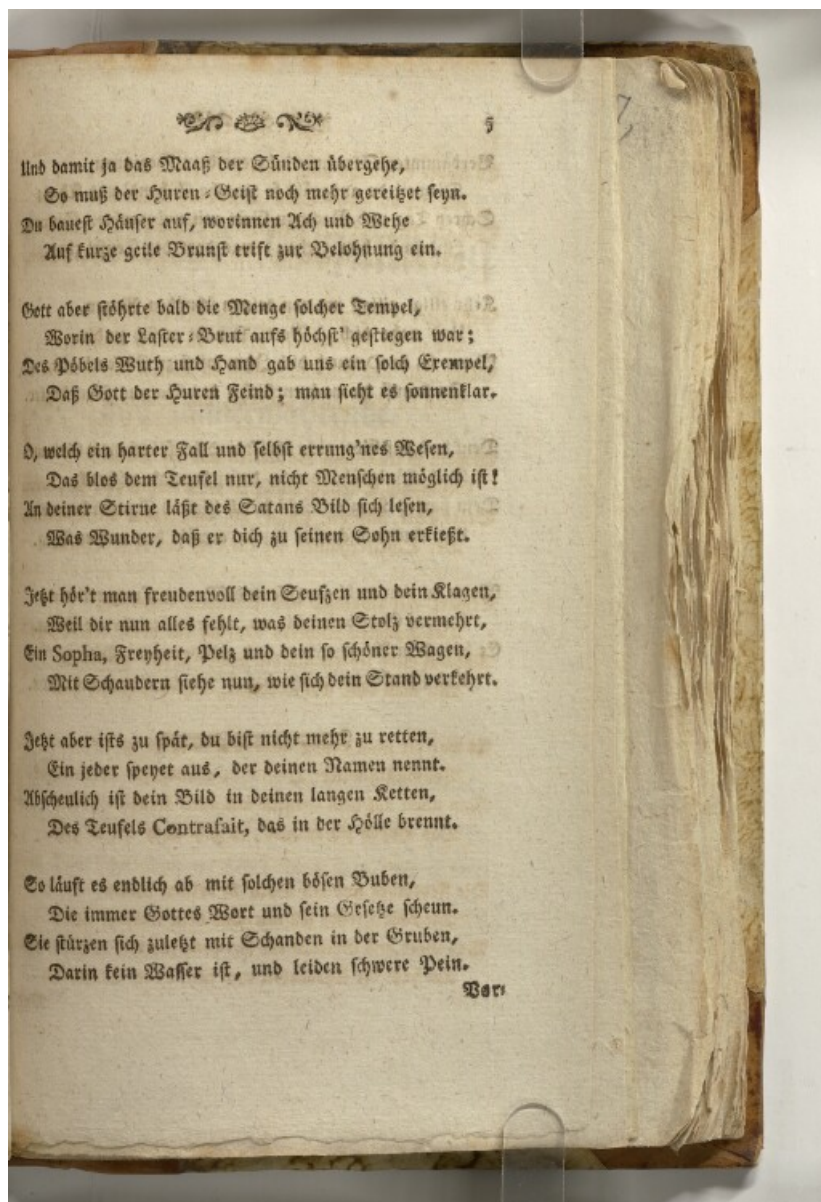 5
Und damit ja das Maaß der Sünden übergehe,
So muß der Huren-Geist noch mehr gereitzet seyn.
Du bauest Häuser auf, worinnen Ach und Wehe
Auf kurze geile Brunst trift zur Belohnung ein.
Gott aber stöhrte bald die Menge solcher Tempel,
Worin der Laster-Brut aufs höchst' gestiegen war;
Des Pöbels Wuth und Hand gab uns ein solch Exempel,
Daß Gott der Huren Feind; man sieht es sonnenklar.
O, welch ein harter Fall und selbst errung'nes Wesen,
Das blos dem Teufel nur, nicht Menschen möglich ist!
An deiner Stirne läßt des Satans Bild sich lesen,
Was Wunder, daß er dich zu seinen Sohn erkießt.
Jetzt hör't man freudenvoll dein Seufzen und dein Klagen,
Weil dir nun alles fehlt, was deinen Stolz vermehrt,
Ein Sopha, Freyheit, Pelz und dein so schöner Wagen,
Mit Schaudern siehe nun, wie sich dein Stand verkehrt.
Jetzt aber ists zu spät, du bist nicht mehr zu retten,
Ein jeder speyet aus, der deinen Namen nennt.
Abscheulich ist dein Bild in deinen langen Ketten,
Des Teufels Contrafait, das in der Hölle brennt.
So läuft es endlich ab mit solchen bösen Buben,
Die immer Gottes Wort und sein Gesetze scheun.
Sie stürzen sich zuletzt mit Schanden in der Gruben,
Darin kein Wasser ist, und leiden schwere Pein.
Ver-